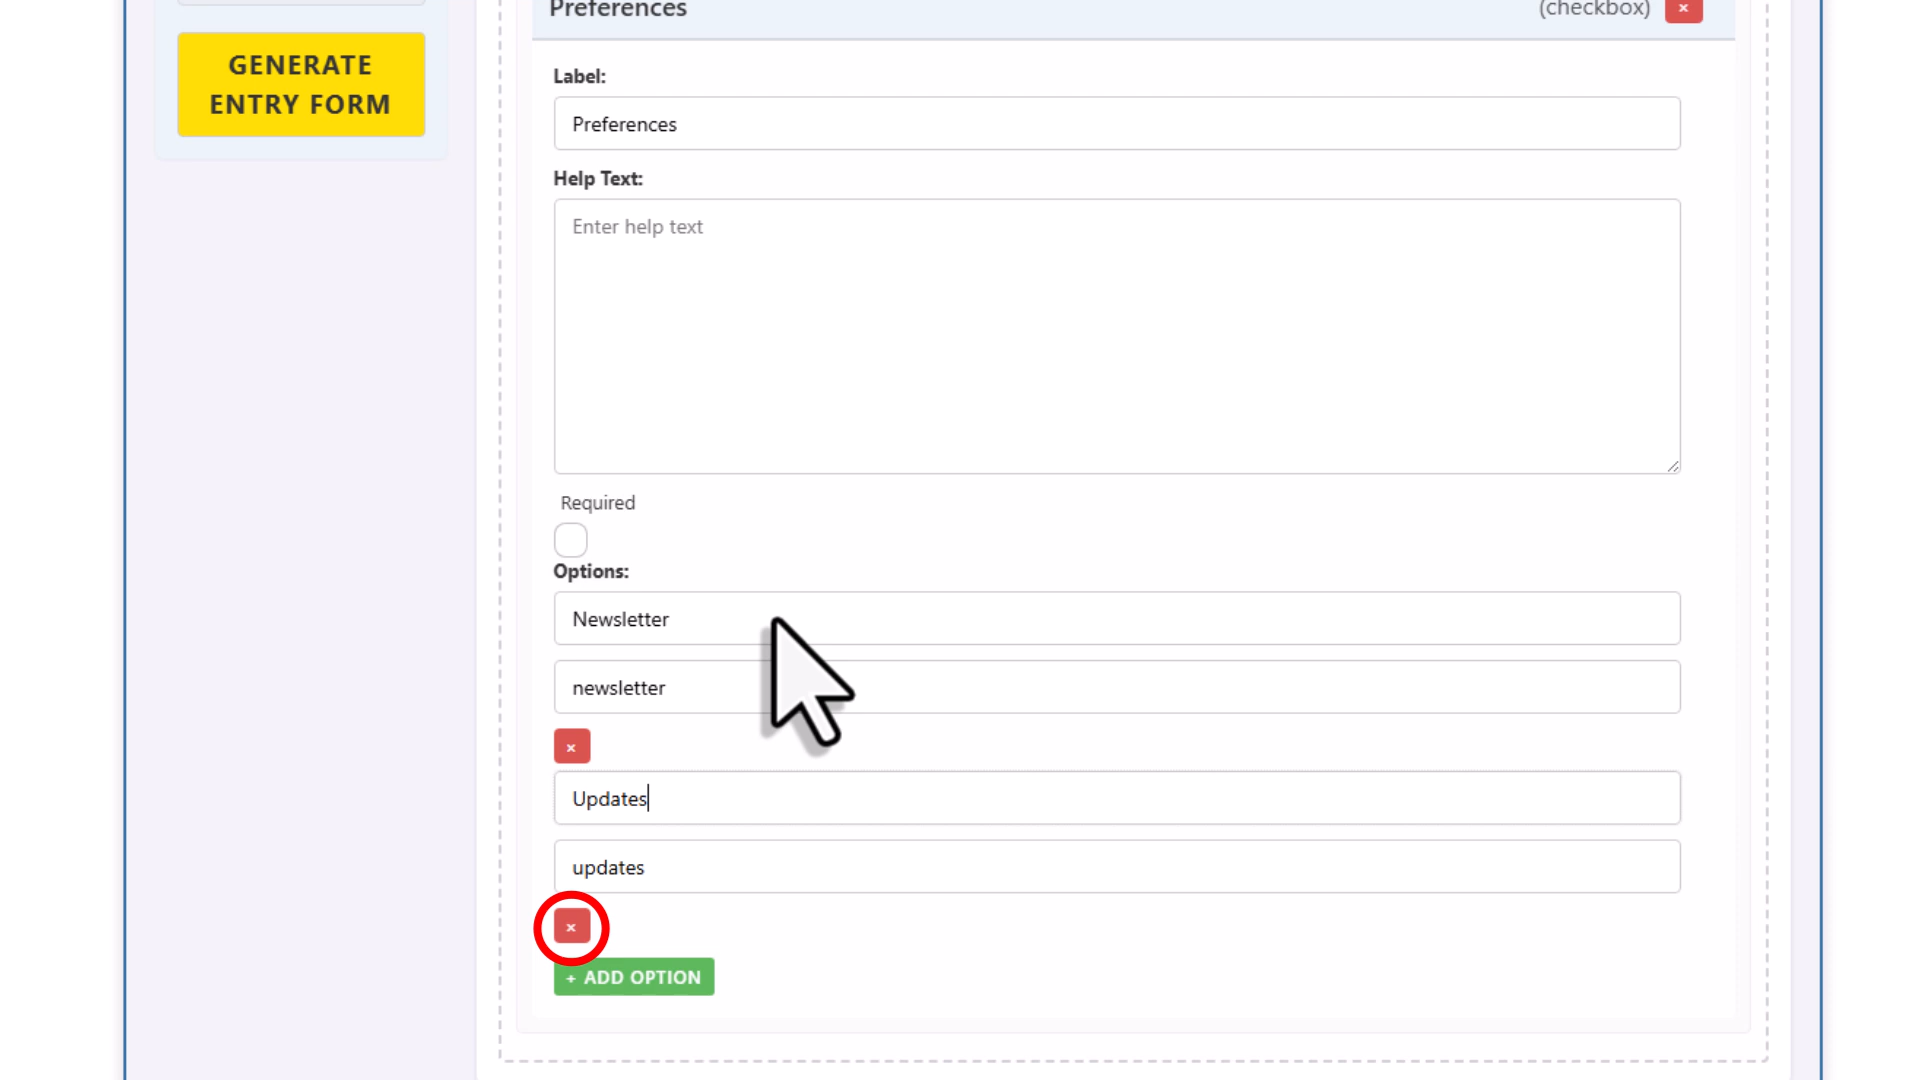 Preferences
(checkbox)
×
GENERATE
ENTRY FORM
Label:
Preferences
Help Text:
Enter help text
Required
Options:
Newsletter
newsletter
×
Updates
updates
×
+ ADD OPTION